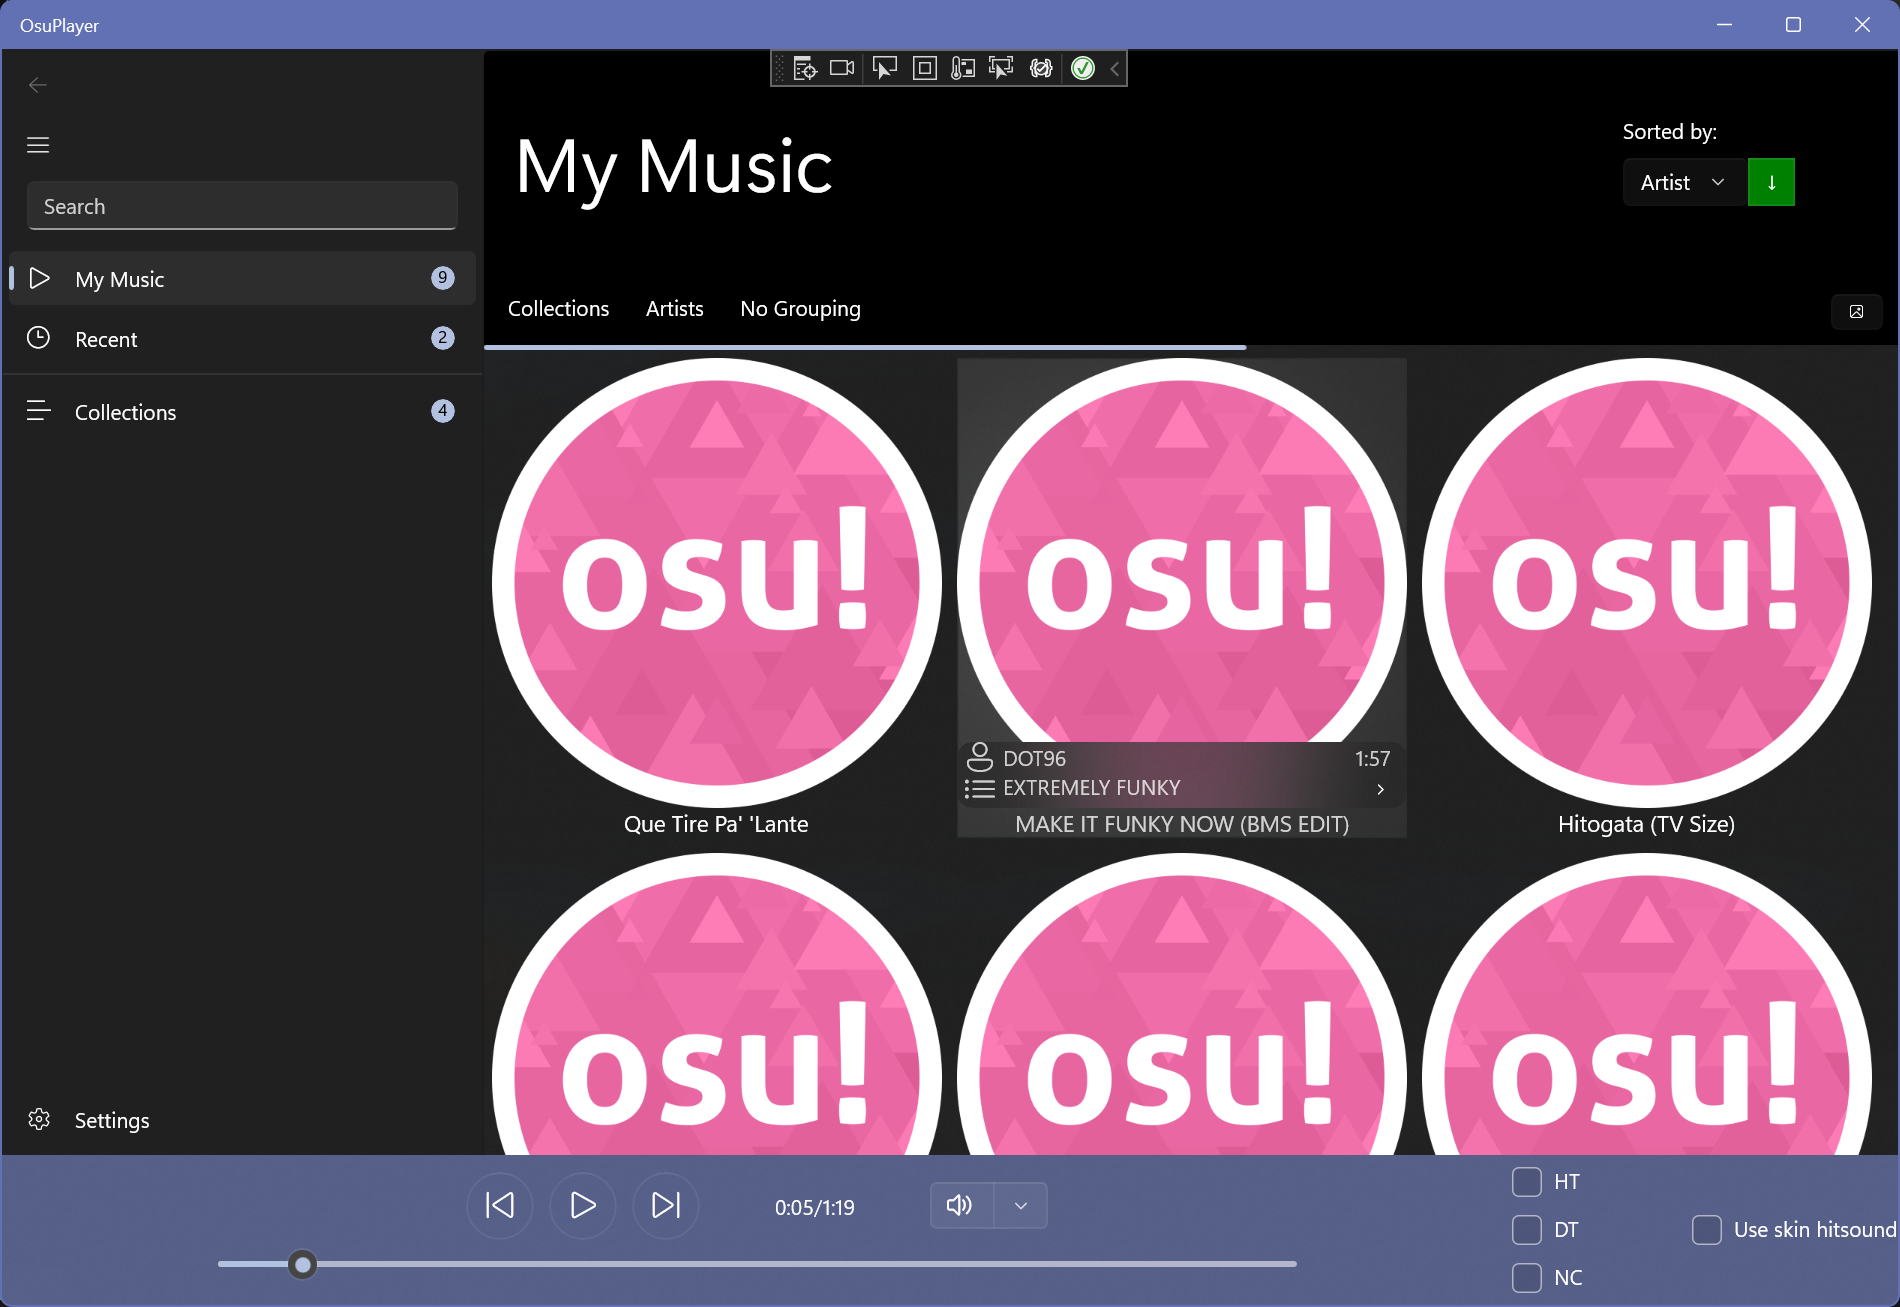 OsuPlayer
Search
My Music 9
Recent 2
Collections 4
Settings
My Music
Sorted by:
Artist
Collections Artists No Grouping
osu! osu! osu!
DOT96 1:57
EXTREMELY FUNKY
Que Tire Pa' 'Lante MAKE IT FUNKY NOW (BMS EDIT) Hitogata (TV Size)
osu! osu! osu!
0:05/1:19
HT
DT
NC
Use skin hitsound